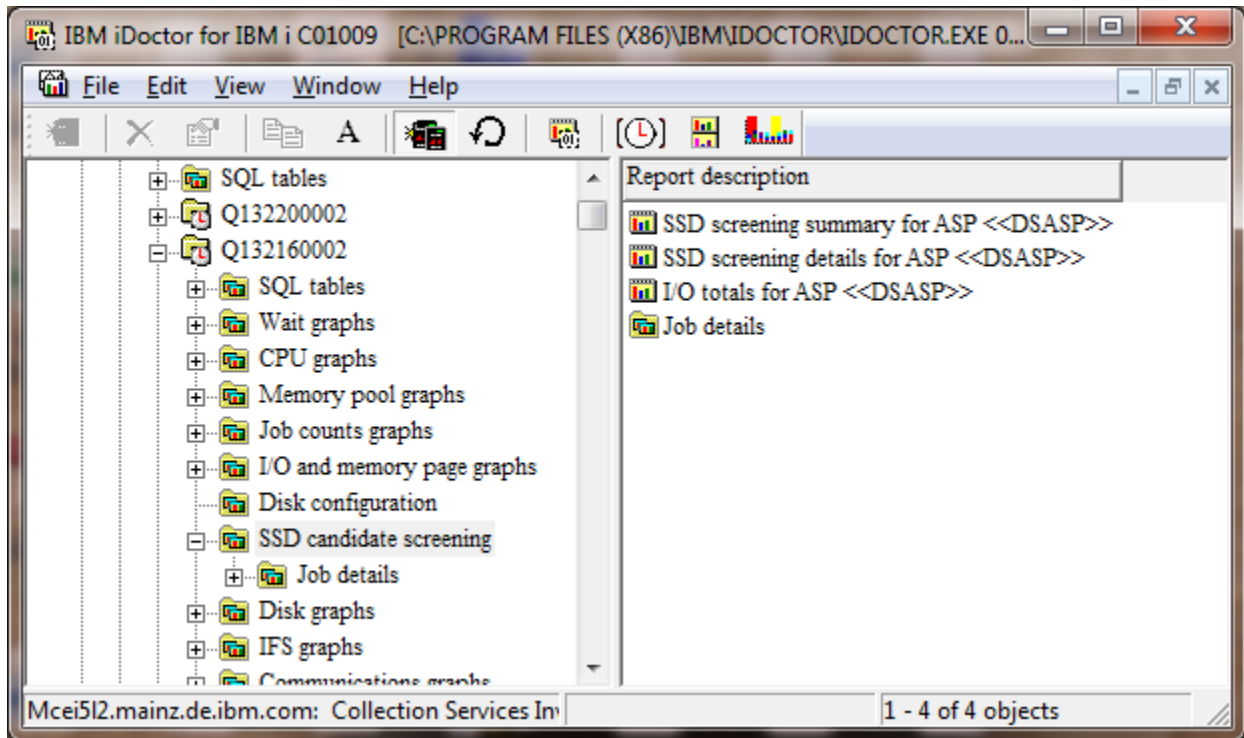 IBM iDoctor for IBM i C01009 [C:\PROGRAM FILES (X86)\IBM\IDOCTOR\IDOCTOR.EXE 0...
File Edit View Window Help
A
SQL tables
Q132200002
Q132160002
SQL tables
Wait graphs
CPU graphs
Memory pool graphs
Job counts graphs
I/O and memory page graphs
Disk configuration
SSD candidate screening
Job details
Disk graphs
IFS graphs
Communications graphs
Report description
SSD screening summary for ASP <<DSASP>>
SSD screening details for ASP <<DSASP>>
I/O totals for ASP <<DSASP>>
Job details
Mcei5l2.mainz.de.ibm.com: Collection Services Inv
1 - 4 of 4 objects